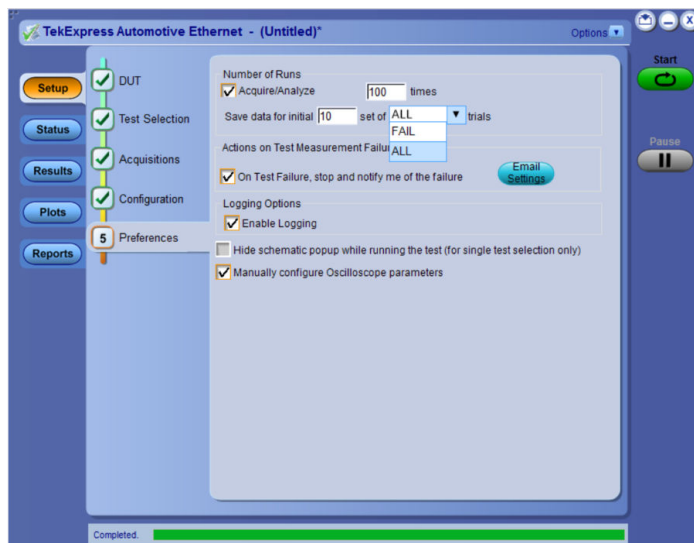 TekExpress Automotive Ethernet - (Untitled)*
Options
Start
Pause
Setup
Status
Results
Plots
Reports
DUT
Test Selection
Acquisitions
Configuration
5 Preferences
Number of Runs
Acquire/Analyze 100 times
Save data for initial 10 set of ALL trials
FAIL
ALL
Actions on Test Measurement Failu
On Test Failure, stop and notify me of the failure
Email
Settings
Logging Options
Enable Logging
Hide schematic popup while running the test (for single test selection only)
Manually configure Oscilloscope parameters
Completed.